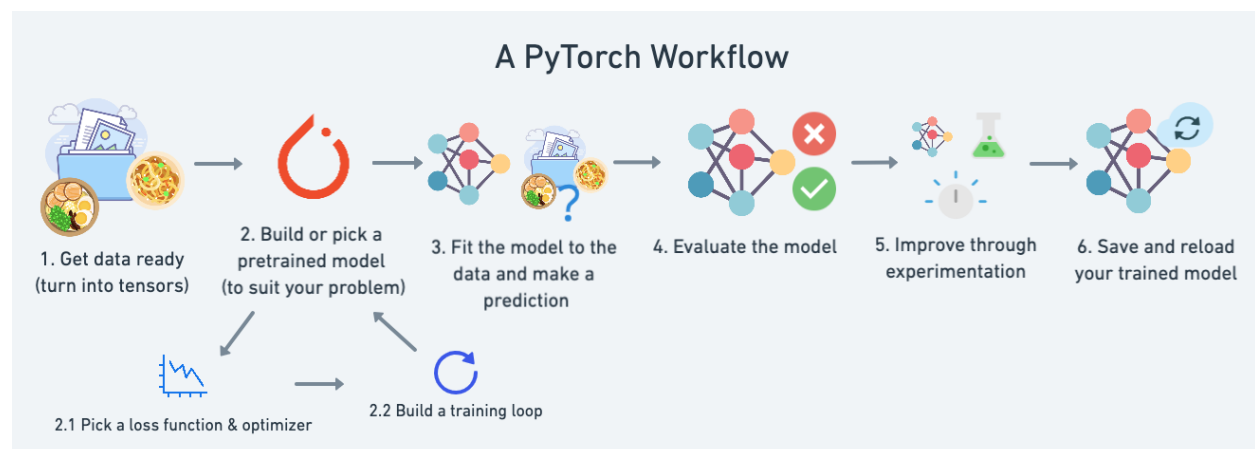 A PyTorch Workflow
1. Get data ready
(turn into tensors)
2. Build or pick a
pretrained model
(to suit your problem)
3. Fit the model to the
data and make a
prediction
4. Evaluate the model
5. Improve through
experimentation
6. Save and reload
your trained model
2.1 Pick a loss function & optimizer
2.2 Build a training loop